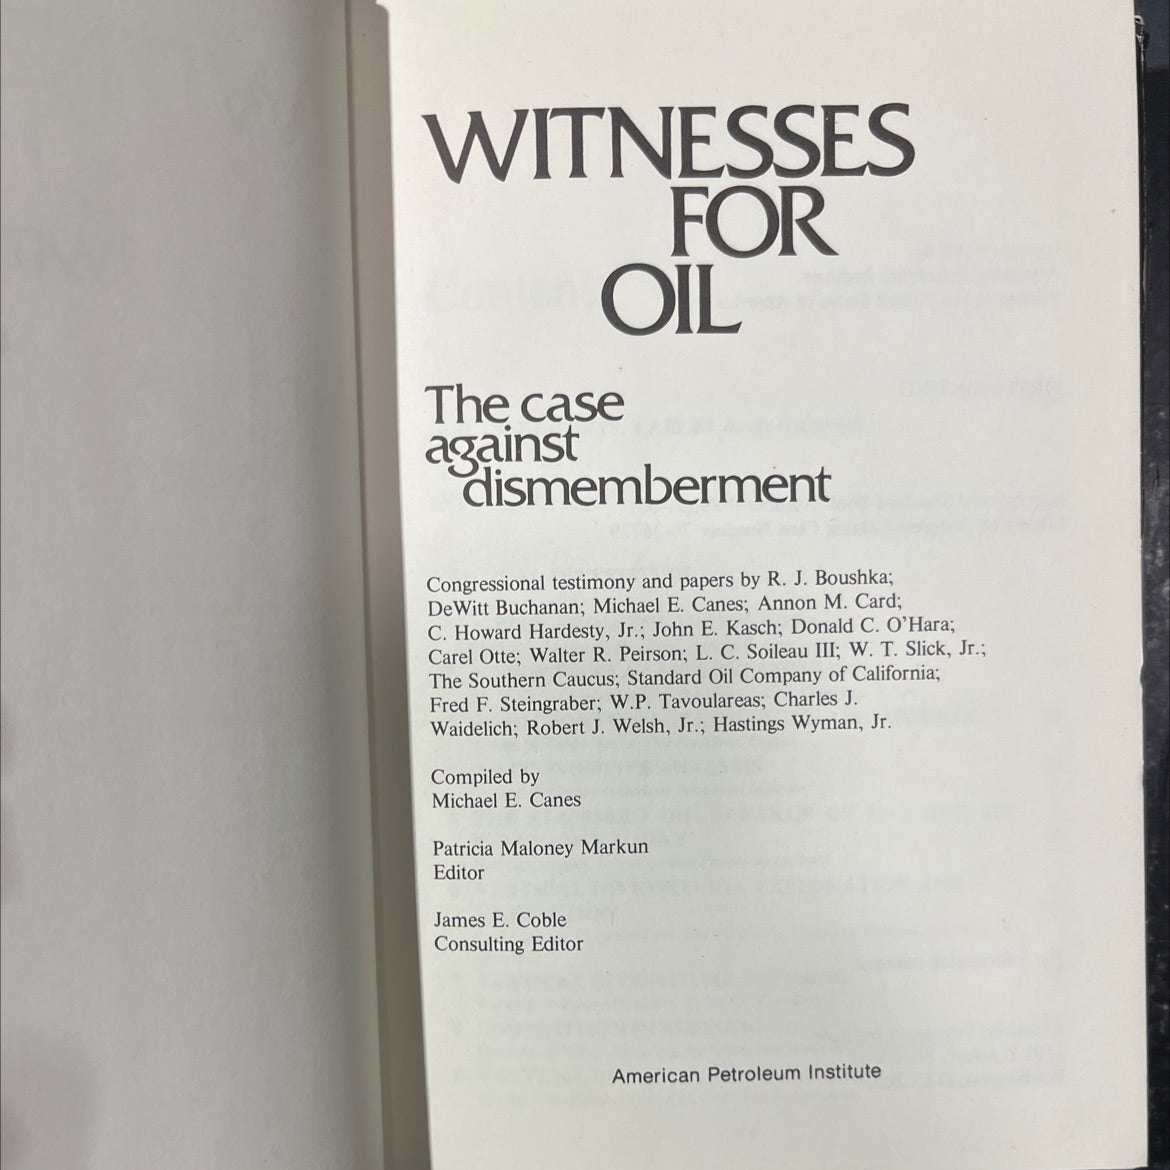 WITNESSES
FOR
OIL
The case
against
dismemberment
Congressional testimony and papers by R. J. Boushka;
DeWitt Buchanan; Michael E. Canes; Annon M. Card;
C. Howard Hardesty, Jr.; John E. Kasch; Donald C. O'Hara;
Carel Otte; Walter R. Peirson; L. C. Soileau III; W. T. Slick, Jr.;
The Southern Caucus; Standard Oil Company of California;
Fred F. Steingraber; W.P. Tavoulareas; Charles J.
Waidelich; Robert J. Welsh, Jr.; Hastings Wyman, Jr.
Compiled by
Michael E. Canes
Patricia Maloney Markun
Editor
James E. Coble
Consulting Editor
American Petroleum Institute